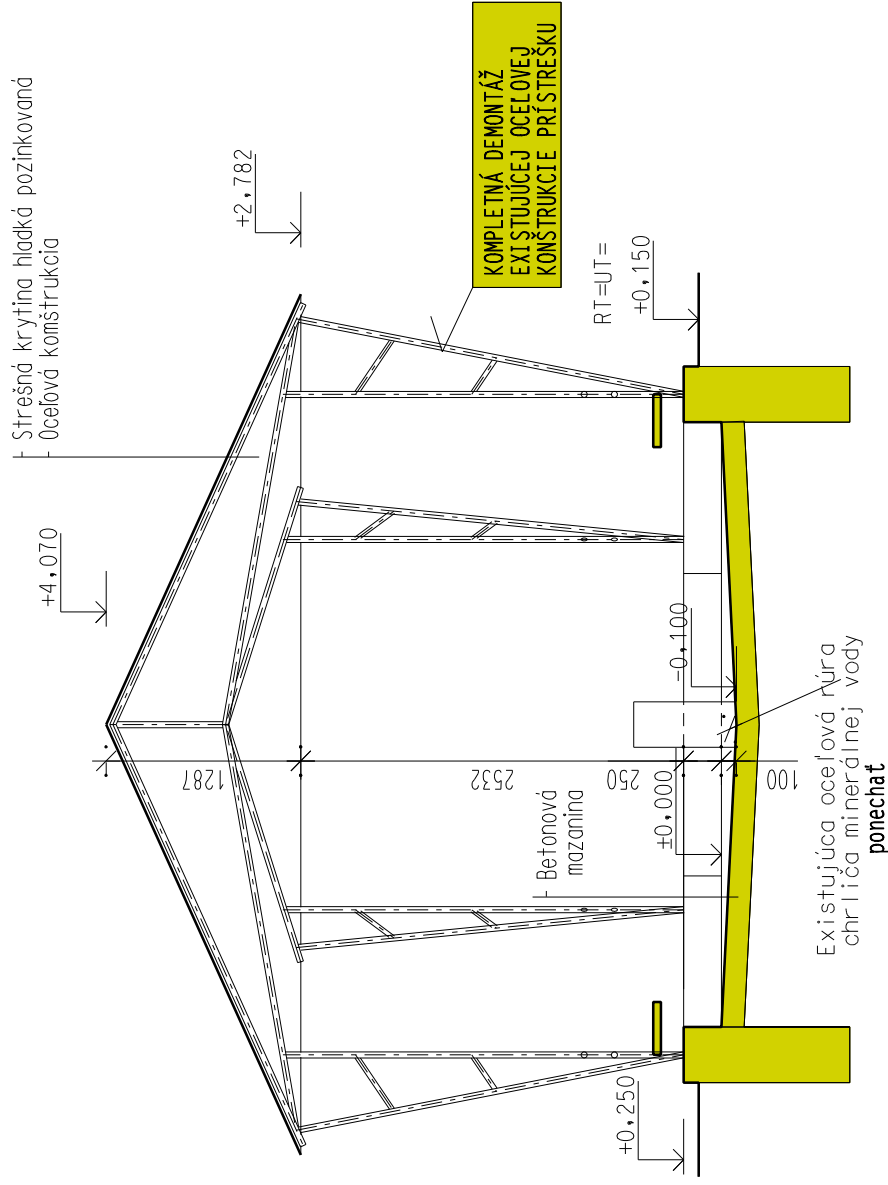 - Strešná krytina hladká pozinkovaná
- Oceľová komštrukcia
+4,070
+2,782
KOMPLETNÁ DEMONTÁŽ
EXISTUJÚCEJ OCEĽOVEJ
KONŠTRUKCIE PRÍSTREŠKU
RT=UT=
+0,150
1287
2532
250
100
- Betonová
mazanina
±0,000
-0,100
+0,250
Existujúca oceľová rúra
chrliča minerálnej vody
ponechať